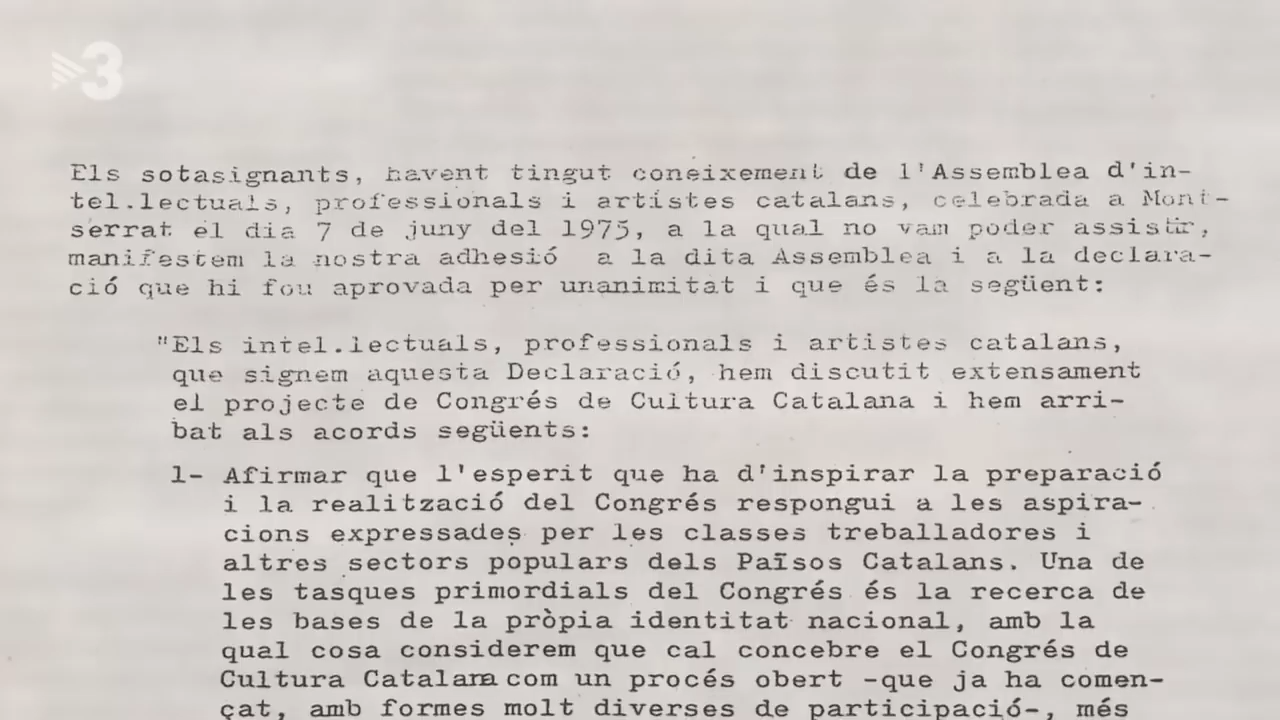 3
Els sotasignants, havent tingut coneixement de l'Assemblea d'in-
tel.lectuals, professionals i artistes catalans, celebrada a Mont-
serrat el dia 7 de juny del 1975, a la qual no vam poder assistir,
manifestem la nostra adhesió a la dita Assemblea i a la declara-
ció que hi fou aprovada per unanimitat i que és la següent:
"Els intel.lectuals, professionals i artistes catalans,
que signem aquesta Declaració, hem discutit extensament
el projecte de Congrés de Cultura Catalana i hem arri-
bat als acords següents:
1- Afirmar que l'esperit que ha d'inspirar la preparació
i la realització del Congrés respongui a les aspira-
cions expressades per les classes treballadores i
altres sectors populars dels Països Catalans. Una de
les tasques primordials del Congrés és la recerca de
les bases de la pròpia identitat nacional, amb la
qual cosa considerem que cal concebre el Congrés de
Cultura Catalana com un procés obert -que ja ha comen-
çat, amb formes molt diverses de participació-, més